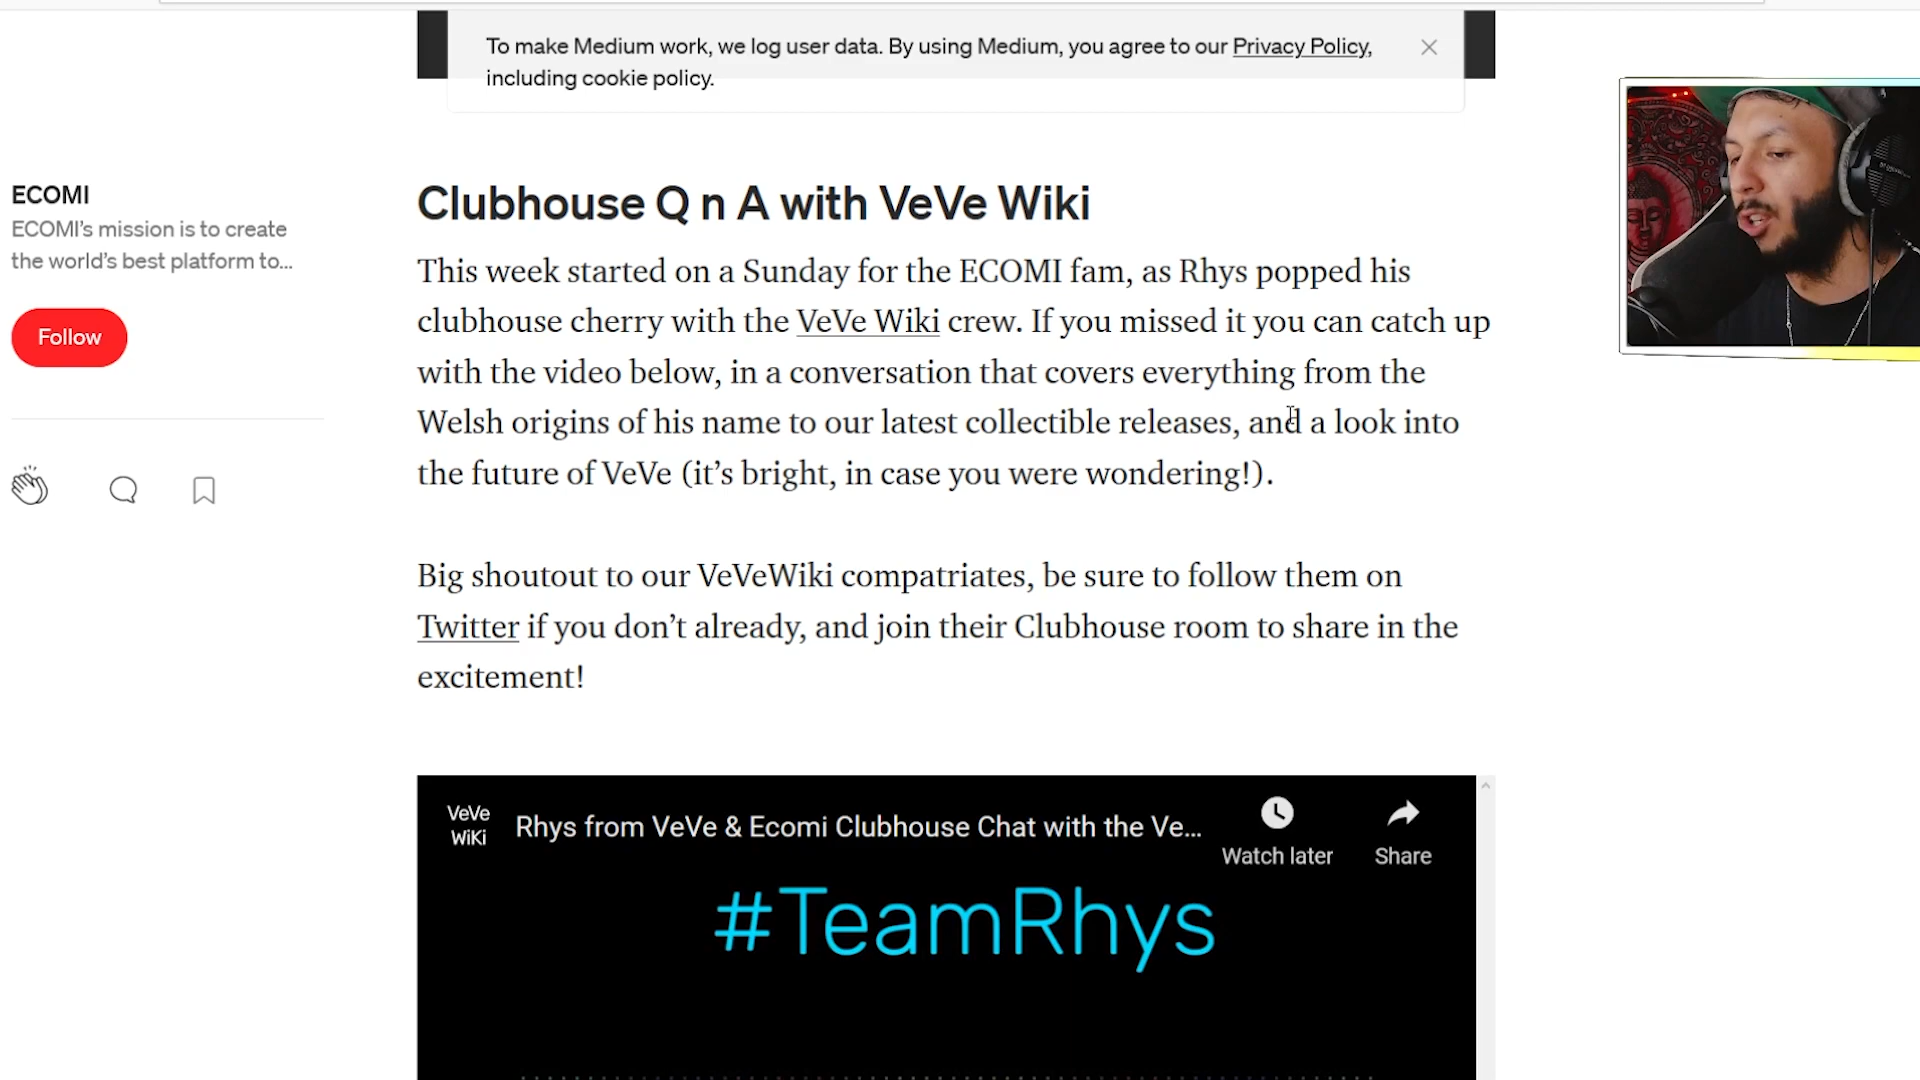 To make Medium work, we log user data. By using Medium, you agree to our Privacy Policy,
including cookie policy.
ECOMI
ECOMI’s mission is to create
the world’s best platform to...
Follow
Clubhouse Q n A with VeVe Wiki
This week started on a Sunday for the ECOMI fam, as Rhys popped his
clubhouse cherry with the VeVe Wiki crew. If you missed it you can catch up
with the video below, in a conversation that covers everything from the
Welsh origins of his name to our latest collectible releases, and a look into
the future of VeVe (it’s bright, in case you were wondering!).
Big shoutout to our VeVeWiki compatriates, be sure to follow them on
Twitter if you don’t already, and join their Clubhouse room to share in the
excitement!
VeVe
WiKi
Rhys from VeVe & Ecomi Clubhouse Chat with the Ve...
Watch later
Share
#TeamRhys